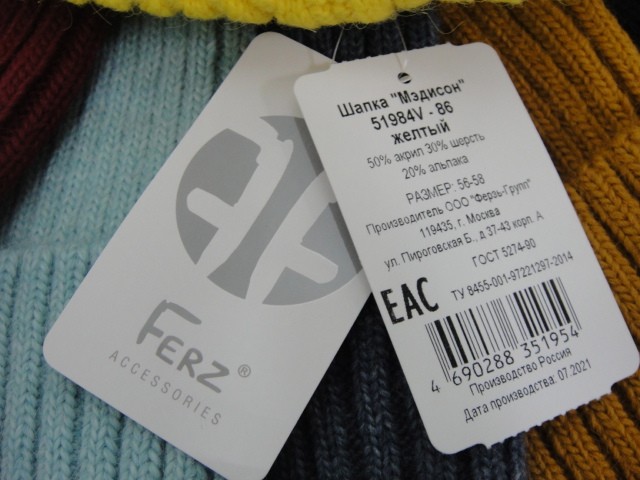 FERZ ®
ACCESSORIES
Шапка "Мэдисон"
51984V - 86
желтый
50% акрил 30% шерсть
20% альпака
РАЗМЕР: 56-58
Производитель ООО "Ферзь-Групп"
119435, г. Москва
ул. Пироговская Б., д 37-43 корп. А
ГОСТ 5274-90
ЕАС
ТУ 8455-001-97221297-2014
4 690288 351954
Производство Россия
Дата производства: 07.2021